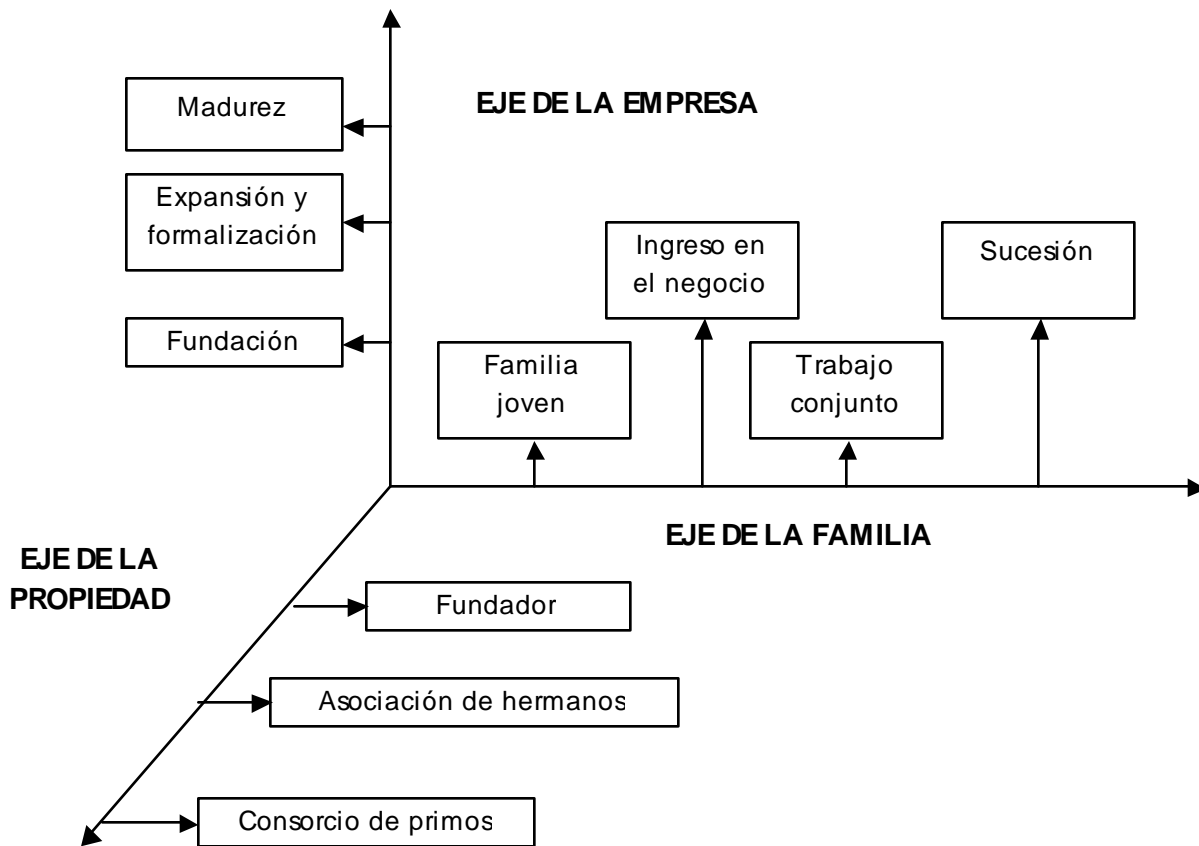 Madurez
EJE DE LA EMPRESA
Expansión y
formalización
Fundación
Ingreso en
el negocio
Sucesión
Familia
joven
Trabajo
conjunto
EJE DE LA FAMILIA
EJE DE LA
PROPIEDAD
Fundador
Asociación de hermanos
Consorcio de primos